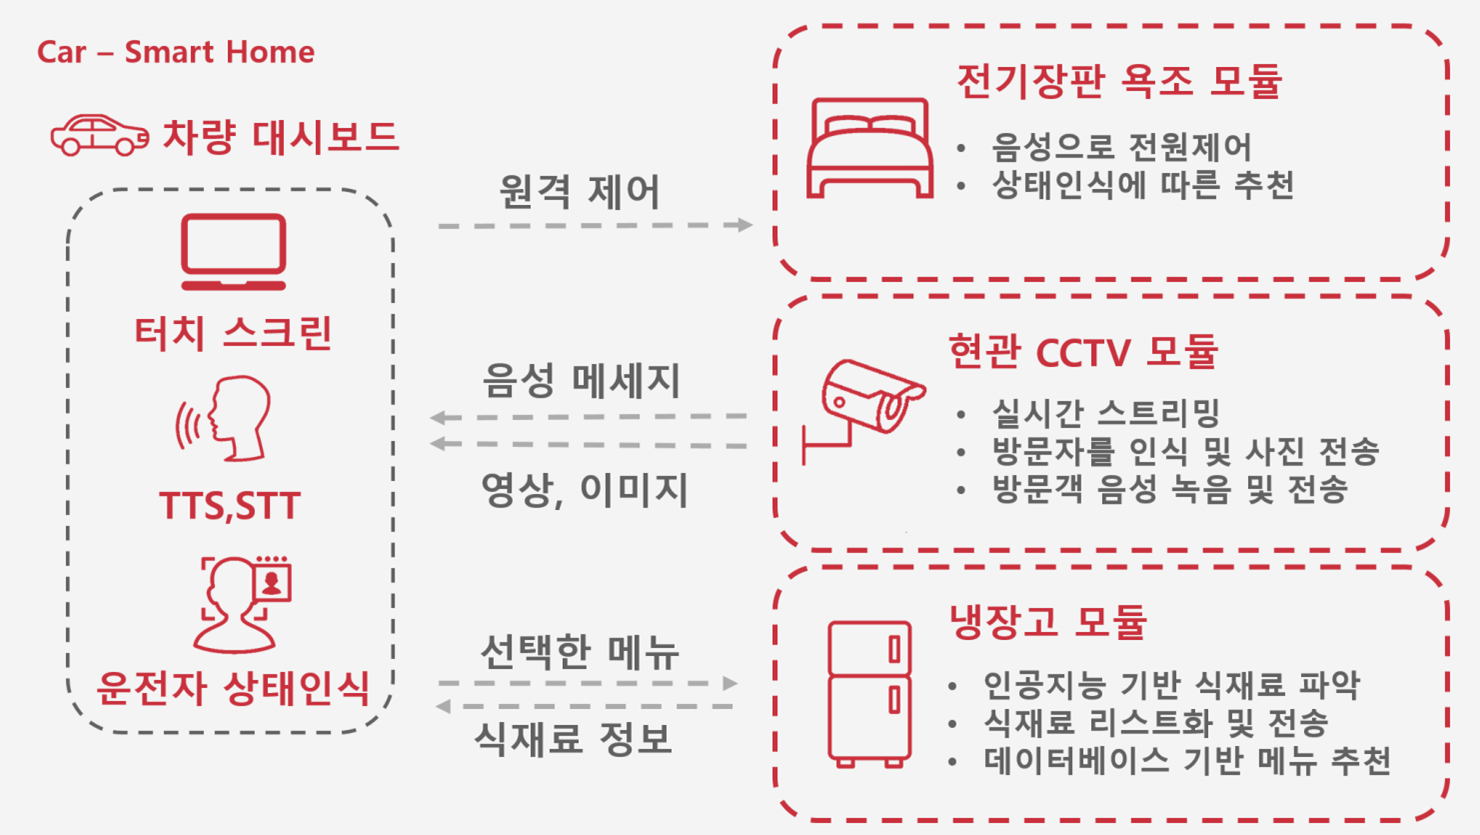 Car – Smart Home
차량 대시보드
터치 스크린
TTS,STT
운전자 상태인식
원격 제어
음성 메세지
영상, 이미지
선택한 메뉴
식재료 정보
전기장판 욕조 모듈
• 음성으로 전원제어
• 상태인식에 따른 추천
현관 CCTV 모듈
• 실시간 스트리밍
• 방문자를 인식 및 사진 전송
• 방문객 음성 녹음 및 전송
냉장고 모듈
• 인공지능 기반 식재료 파악
• 식재료 리스트화 및 전송
• 데이터베이스 기반 메뉴 추천